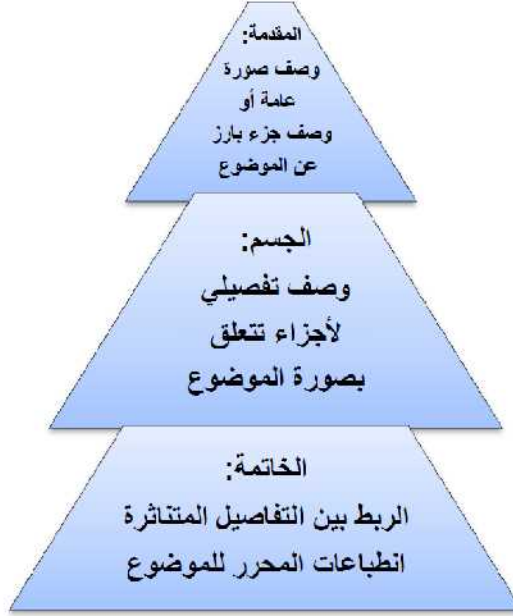 المقدمة:
وصف صورة
عامة أو
وصف جزء بارز
عن الموضوع
الجسم:
وصف تفصيلي
لأجزاء تتعلق
بصورة الموضوع
الخاتمة:
الربط بين التفاصيل المتناثرة
انطباعات المحرر للموضوع